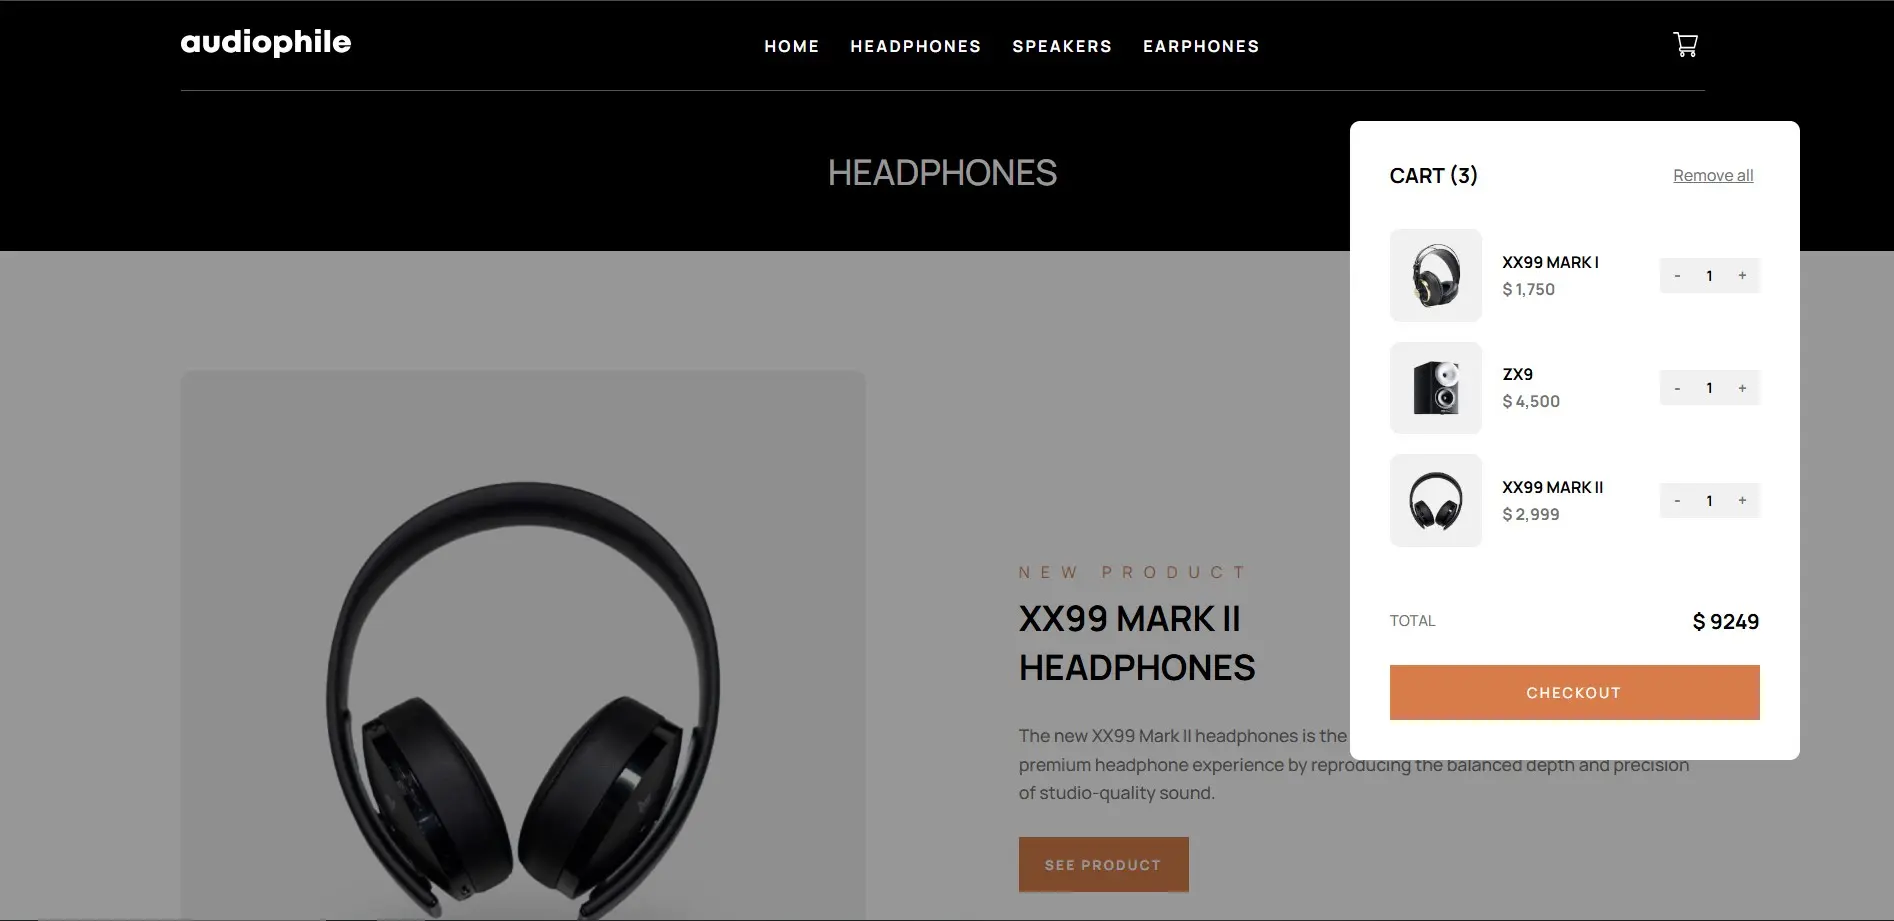 audiophile
HOME HEADPHONES SPEAKERS EARPHONES
HEADPHONES
CART (3) Remove all
XX99 MARK I
$ 1,750
- 1 +
ZX9
$ 4,500
- 1 +
XX99 MARK II
$ 2,999
- 1 +
TOTAL $ 9249
CHECKOUT
NEW PRODUCT
XX99 MARK II
HEADPHONES
The new XX99 Mark II headphones is the
premium headphone experience by reproducing the balanced depth and precision
of studio-quality sound.
SEE PRODUCT